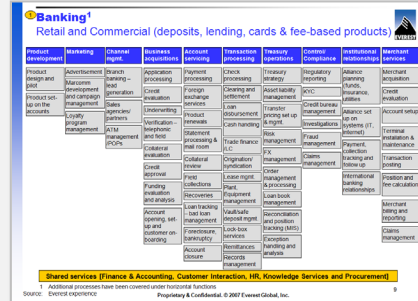 Banking1
Retail and Commercial (deposits, lending, cards & fee-based products)
EVEREST
Product development
Marketing
Channel mgmt.
Business acquisitions
Account servicing
Transaction processing
Treasury operations
Control/ Compliance
Institutional relationships
Merchant services
Product design and pilot
Product set-up on the accounts
Advertisement
Marcomm development and campaign management
Loyalty program management
Branch banking – lead generation
Sales agencies/ partners
ATM management /POPs
Application processing
Credit evaluation
Underwriting
Verification – telephonic and field
Collateral evaluation
Credit approval
Funding evaluation and analysis
Account opening, set-up and customer on-boarding
Payment processing
Foreign exchange services
Product renewals
Statement processing & mail room
Collateral review
Field collections
Recoveries
Loan tracking – bad loan management
Foreclosure, bankruptcy
Account closure
Check processing
Clearing and settlement
Loan disbursement
Cash handling
Trade finance /LC
Origination/ syndication
Lease mgmt.
Plant, Equipment management
Vault/safe deposit mgmt.
Lock-box services
Remittances
Records management
Treasury strategy
Asset liability management
Transfer pricing set up & mgmt.
Risk management
FX management
Order management & processing
Loan book management
Reconciliation and position tracking (MIS)
Exception handling and analysis
Regulatory reporting
KYC
Credit bureau management
Investigations
Fraud management
Claims management
Alliance planning (funds, insurance, utilities
Alliance set up on systems (IT, Internet)
Payment, collection tracking and follow up
International banking relationships
Merchant acquisition
Credit evaluation
Account setup
Terminal installation & maintenance
Transaction posting
Position and fee calculation
Merchant billing and reporting
Claims management
Shared services [Finance & Accounting, Customer Interaction, HR, Knowledge Services and Procurement]
1 Additional processes have been covered under horizontal functions
Source: Everest experience
Proprietary & Confidential. © 2007 Everest Global, Inc.
9